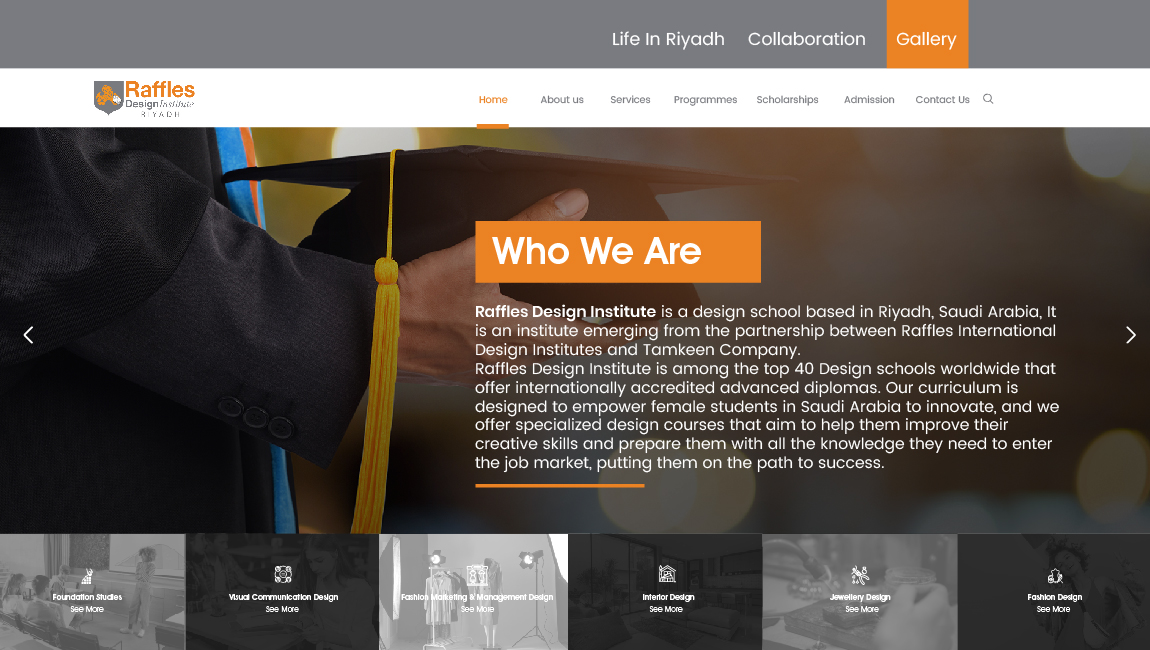 Life In Riyadh Collaboration Gallery
Raffles
Design Institute
RIYADH
Home About us Services Programmes Scholarships Admission Contact Us
Who We Are
Raffles Design Institute is a design school based in Riyadh, Saudi Arabia, It
is an institute emerging from the partnership between Raffles International
Design Institutes and Tamkeen Company.
Raffles Design Institute is among the top 40 Design schools worldwide that
offer internationally accredited advanced diplomas. Our curriculum is
designed to empower female students in Saudi Arabia to innovate, and we
offer specialized design courses that aim to help them improve their
creative skills and prepare them with all the knowledge they need to enter
the job market, putting them on the path to success.
Foundation Studies
See More
Visual Communication Design
See More
Fashion Marketing & Management Design
See More
Interior Design
See More
Jewellery Design
See More
Fashion Design
See More